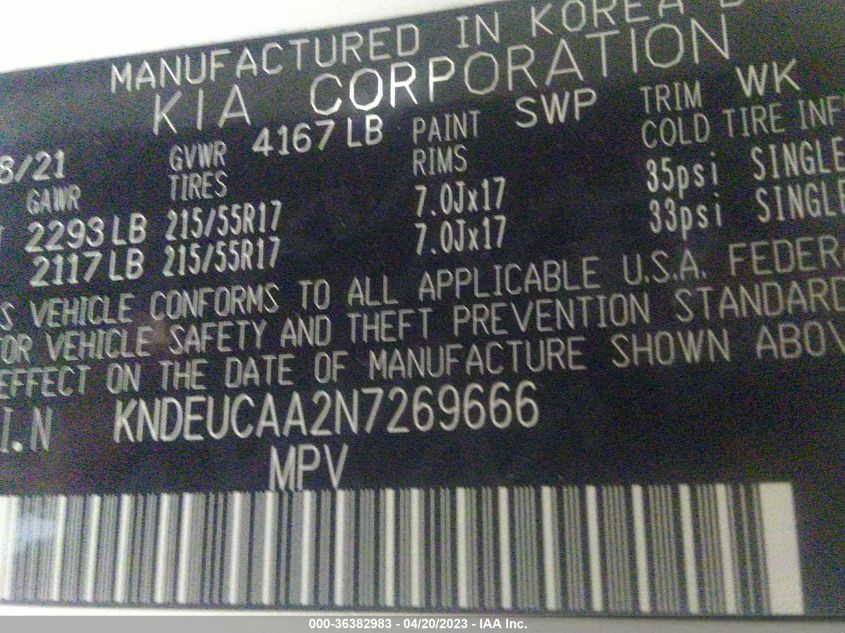 MANUFACTURED IN KOREA
KIA CORPORATION
8/21 GVWR 4167 LB PAINT SWP TRIM WK
GAWR TIRES RIMS COLD TIRE INF
2293 LB 215/55R17 7.0Jx17 35psi SINGLE
2117 LB 215/55R17 7.0Jx17 33psi SINGLE
S VEHICLE CONFORMS TO ALL APPLICABLE U.S.A. FEDERA
OR VEHICLE SAFETY AND THEFT PREVENTION STANDARD
EFFECT ON THE DATE OF MANUFACTURE SHOWN ABOV
I.N KNDEUCAA2N7269666
MPV
000-36382983 - 04/20/2023 - IAA Inc.